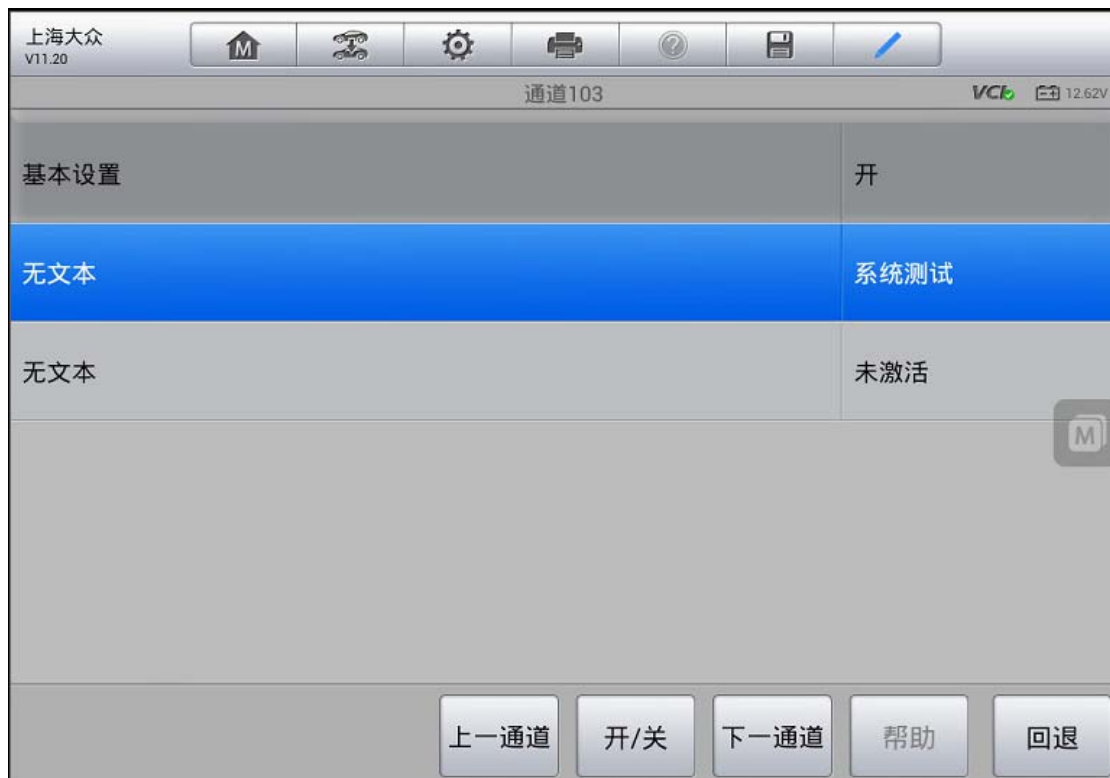 上海大众
V11.20
M
?
通道103
VCI
12.62V
基本设置 开
无文本 系统测试
无文本 未激活
M
上一通道 开/关 下一通道 帮助 回退